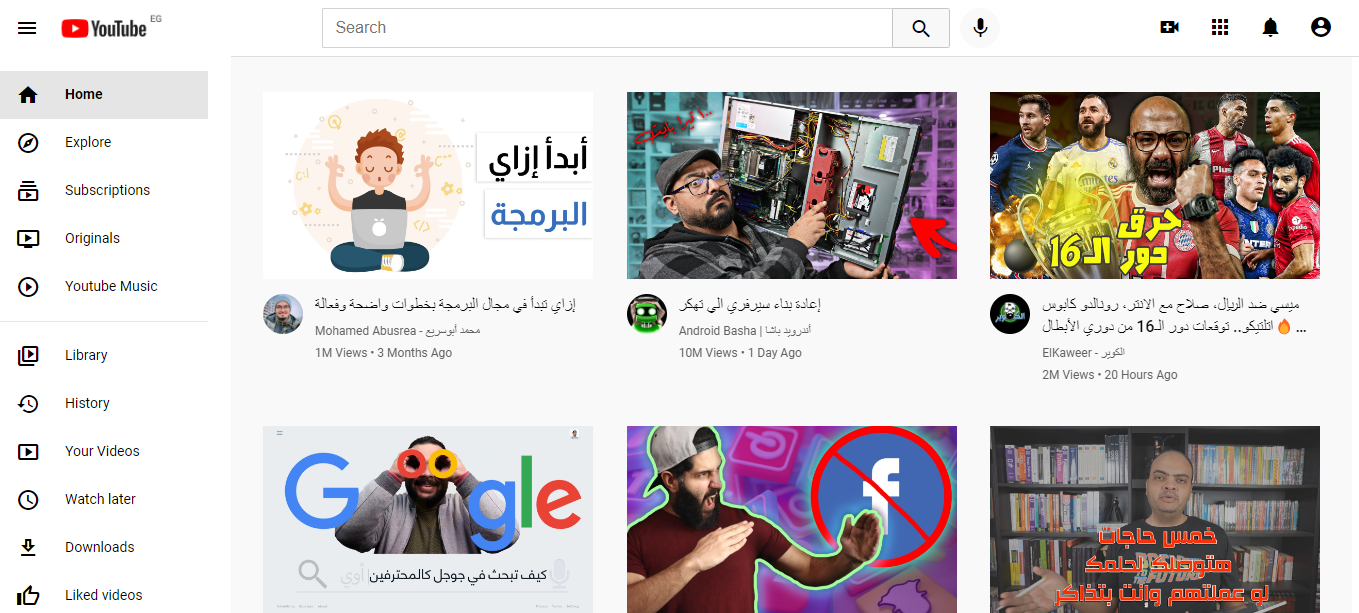 YouTube EG
Search
Home
Explore
Subscriptions
Originals
Youtube Music
Library
History
Your Videos
Watch later
Downloads
Liked videos
أبدأ إزاي
البرمجة
إزاي تبدأ في مجال البرمجة بخطوات واضحة وفعالة
Mohamed Abusrea - محمد أبوسريع
1M Views • 3 Months Ago
إعادة بناء سيرفري الي تهكر
Android Basha | أندرويد باشا
10M Views • 1 Day Ago
حرق
دور الـ16
ميسي ضد الريال، صلاح مع الانتر، رونالدو كابوس
اتلتيكو.. توقعات دور الـ16 من دوري الأبطال 🔥 ...
ElKaweer - الكوير
2M Views • 20 Hours Ago
Google
كيف تبحث في جوجل كالمحترفين
خمس حاجات
هتوصلك لحلمك
لو عملتهم وإنت بتذاكر